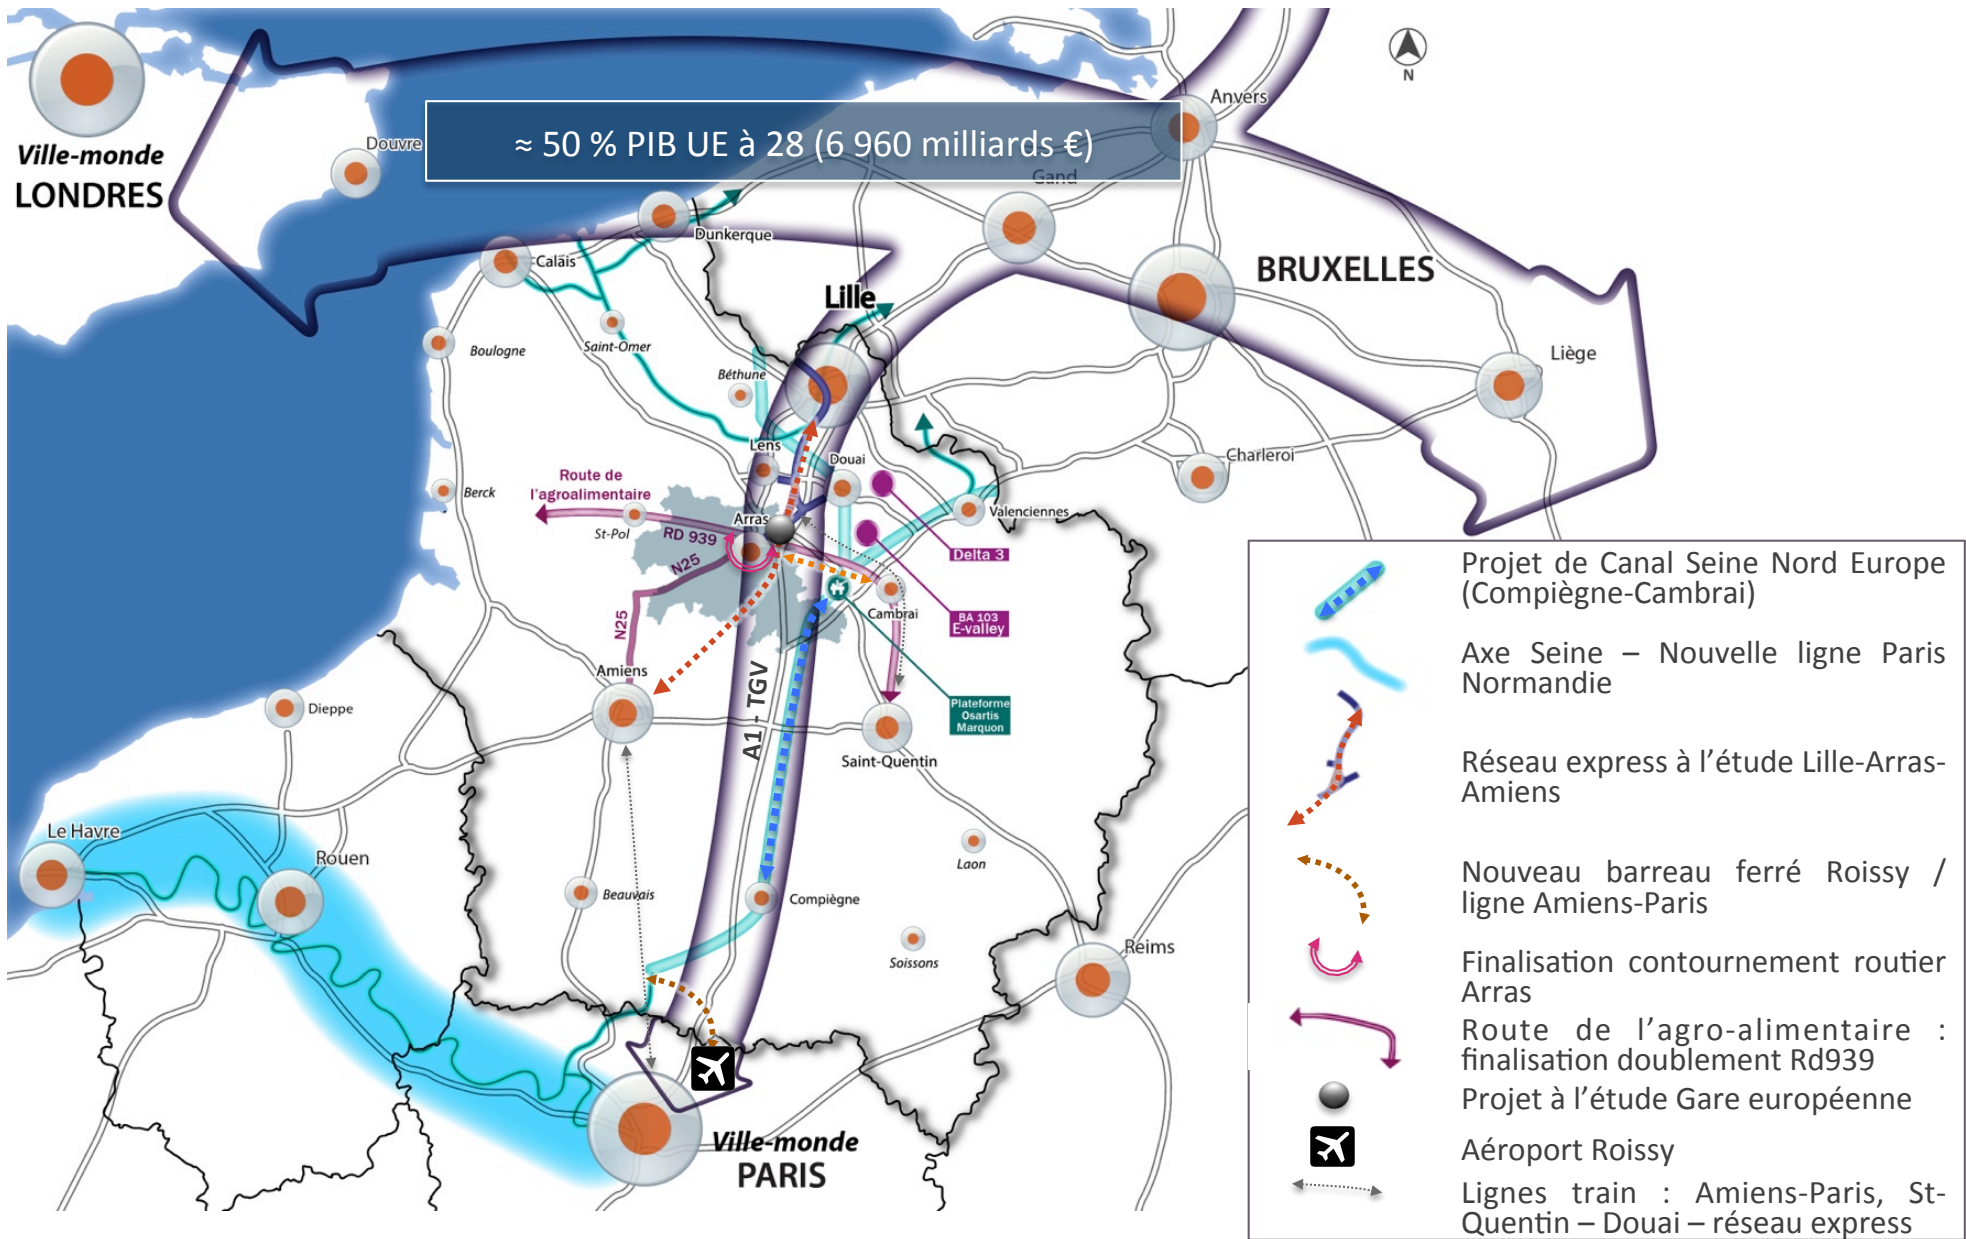 N
Anvers
Ville-monde
LONDRES
Douvre
≈ 50 % PIB UE à 28 (6 960 milliards €)
Gand
Dunkerque
Calais
BRUXELLES
Lille
Boulogne
Saint-Omer
Béthune
Liège
Lens
Douai
Charleroi
Route de
l'agroalimentaire
Berck
St-Pol
Arras
RD 939
N25
Valenciennes
Delta 3
N25
Cambrai
BA 103
E-valley
Amiens
A1 - TGV
Plateforme
Osartis
Marquon
Dieppe
Saint-Quentin
Le Havre
Rouen
Laon
Beauvais
Compiègne
Soissons
Reims
Ville-monde
PARIS
Projet de Canal Seine Nord Europe
(Compiègne-Cambrai)
Axe Seine – Nouvelle ligne Paris
Normandie
Réseau express à l’étude Lille-Arras-
Amiens
Nouveau barreau ferré Roissy /
ligne Amiens-Paris
Finalisation contournement routier
Arras
Route de l’agro-alimentaire :
finalisation doublement Rd939
Projet à l’étude Gare européenne
Aéroport Roissy
Lignes train : Amiens-Paris, St-
Quentin – Douai – réseau express